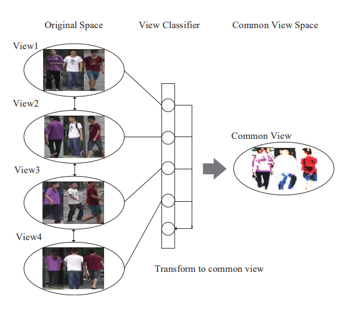 Original Space
View Classifier
Common View Space
View1
View2
View3
View4
Common View
Transform to common view